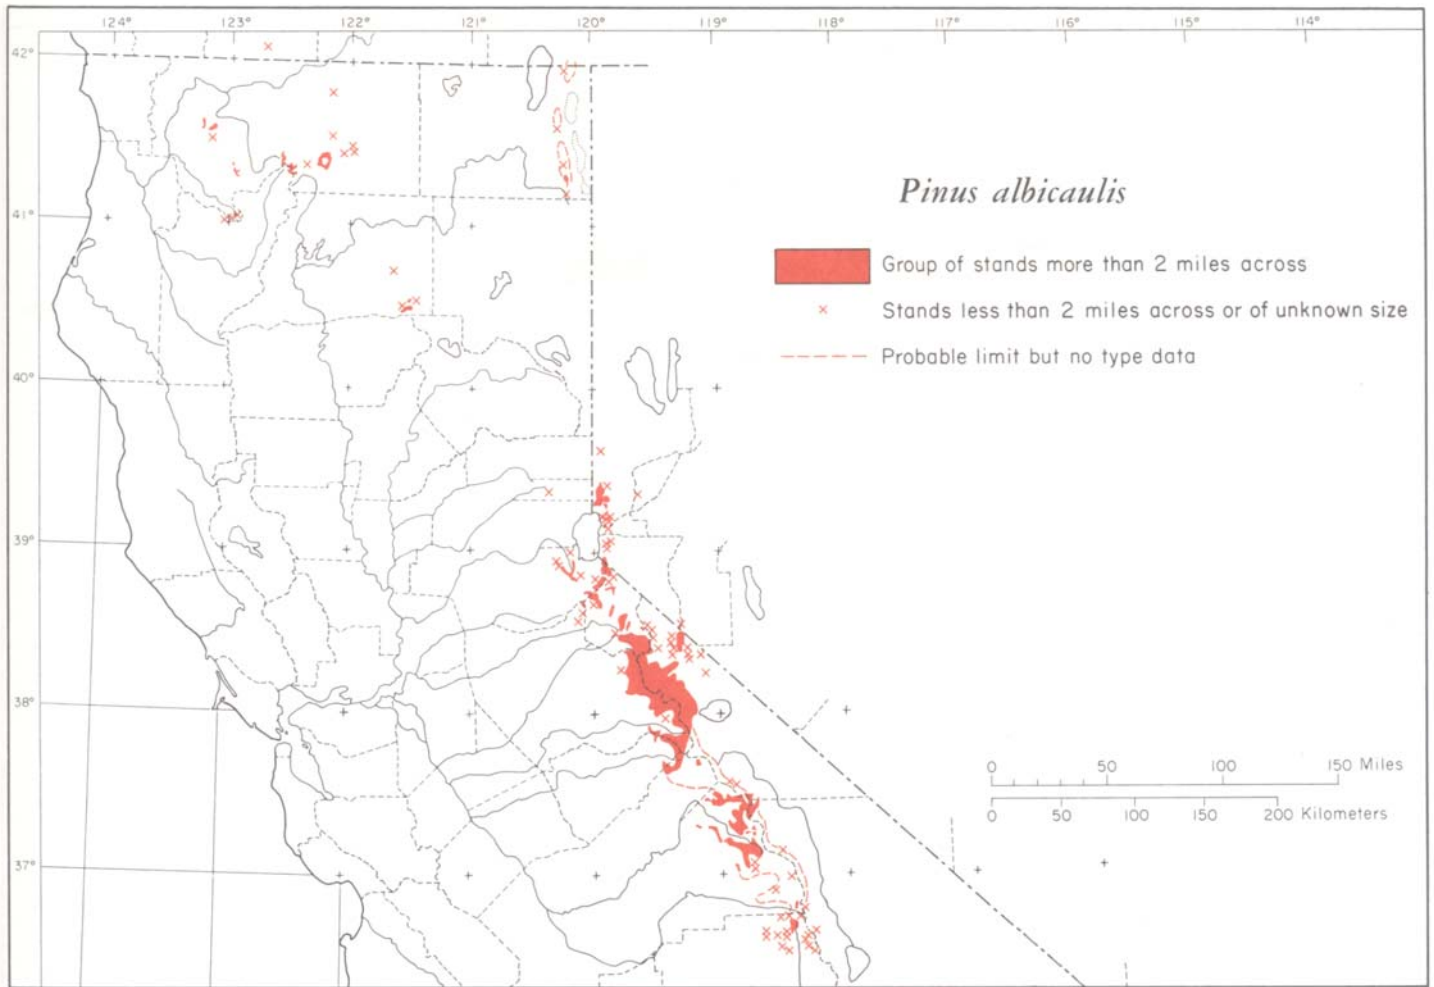 124° 123° 122° 121° 120° 119° 118° 117° 116° 115° 114°
42°
41°
40°
39°
38°
37°
Pinus albicaulis
Group of stands more than 2 miles across
× Stands less than 2 miles across or of unknown size
Probable limit but no type data
0 50 100 150 Miles
0 50 100 150 200 Kilometers